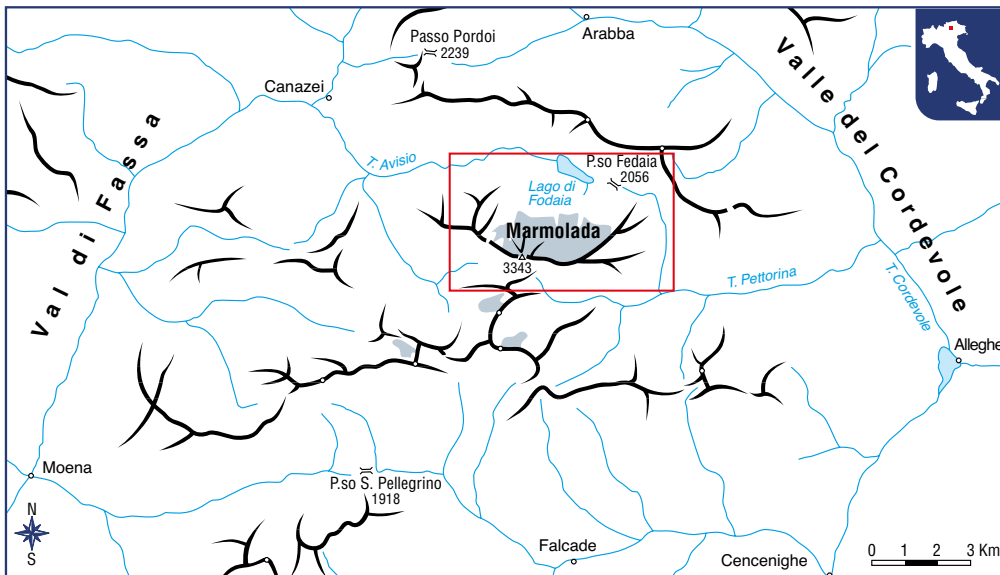 Passo Pordoi
2239
Arabba
Canazei
Valle del Cordevole
Val di Fassa
T. Avisio
P.so Fedaia
2056
Lago di
Fodaia
Marmolada
3343
T. Pettorina
T. Cordevole
Alleghe
Moena
P.so S. Pellegrino
1918
N
S
Falcade
Cencenighe
0 1 2 3 Km